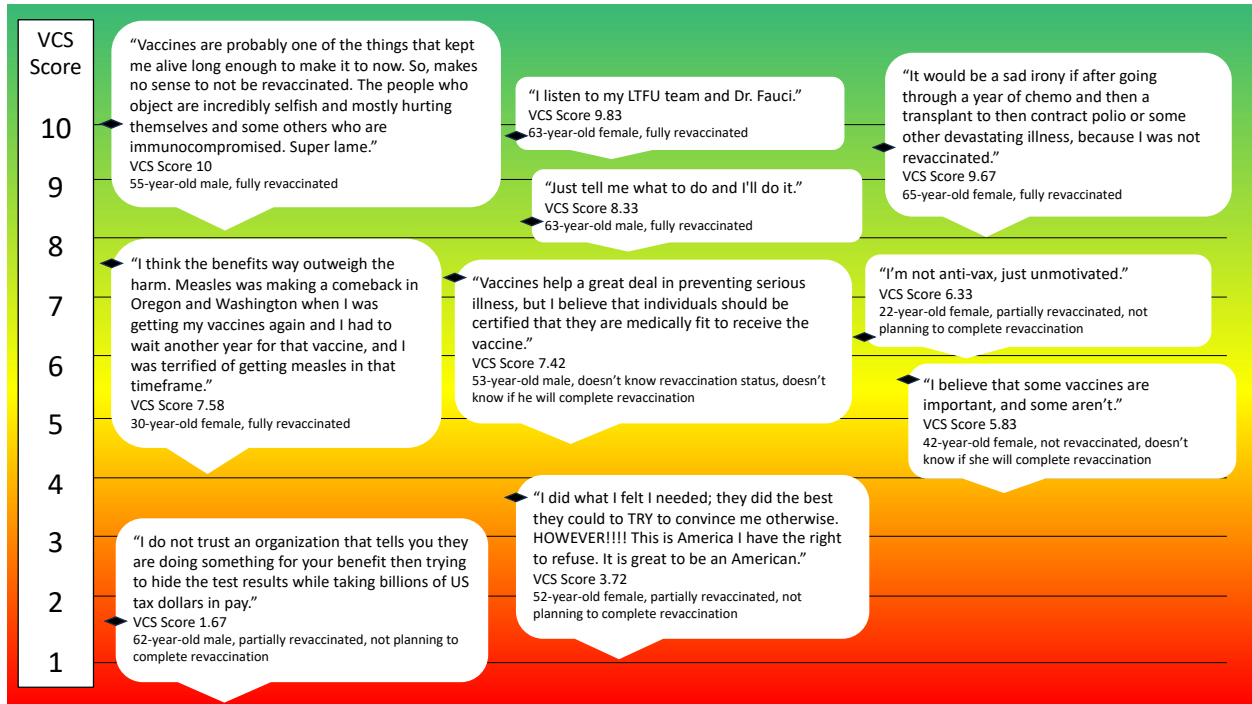 VCS
Score
10
9
8
7
6
5
4
3
2
1
“Vaccines are probably one of the things that kept
me alive long enough to make it to now. So, makes
no sense to not be revaccinated. The people who
object are incredibly selfish and mostly hurting
themselves and some others who are
immunocompromised. Super lame.”
VCS Score 10
55-year-old male, fully revaccinated
“I listen to my LTFU team and Dr. Fauci.”
VCS Score 9.83
63-year-old female, fully revaccinated
“It would be a sad irony if after going
through a year of chemo and then a
transplant to then contract polio or some
other devastating illness, because I was not
revaccinated.”
VCS Score 9.67
65-year-old female, fully revaccinated
“Just tell me what to do and I'll do it.”
VCS Score 8.33
63-year-old male, fully revaccinated
“I think the benefits way outweigh the
harm. Measles was making a comeback in
Oregon and Washington when I was
getting my vaccines again and I had to
wait another year for that vaccine, and I
was terrified of getting measles in that
timeframe.”
VCS Score 7.58
30-year-old female, fully revaccinated
“Vaccines help a great deal in preventing serious
illness, but I believe that individuals should be
certified that they are medically fit to receive the
vaccine.”
VCS Score 7.42
53-year-old male, doesn’t know revaccination status, doesn’t
know if he will complete revaccination
“I’m not anti-vax, just unmotivated.”
VCS Score 6.33
22-year-old female, partially revaccinated, not
planning to complete revaccination
“I believe that some vaccines are
important, and some aren’t.”
VCS Score 5.83
42-year-old female, not revaccinated, doesn’t
know if she will complete revaccination
“I did what I felt I needed; they did the best
they could to TRY to convince me otherwise.
HOWEVER!!!! This is America I have the right
to refuse. It is great to be an American.”
VCS Score 3.72
52-year-old female, partially revaccinated, not
planning to complete revaccination
“I do not trust an organization that tells you they
are doing something for your benefit then trying
to hide the test results while taking billions of US
tax dollars in pay.”
VCS Score 1.67
62-year-old male, partially revaccinated, not planning to
complete revaccination